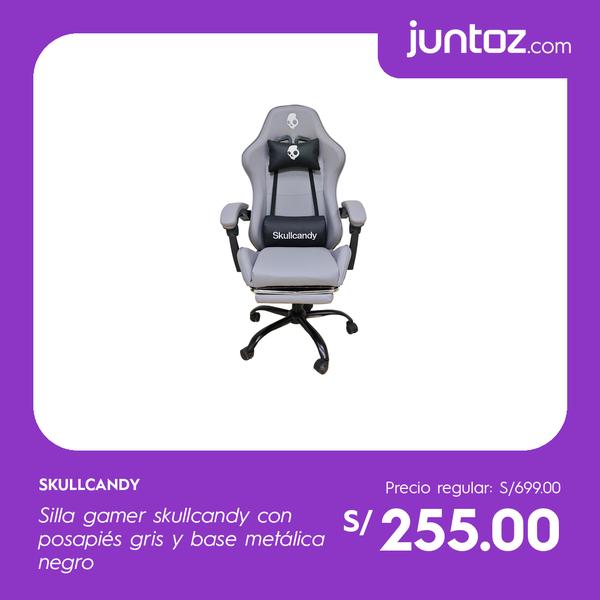 juntoz.com
Skullcandy
SKULLCANDY
Precio regular: S/699.00
Silla gamer skullcandy con
posapiés gris y base metálica
negro
S/ 255.00